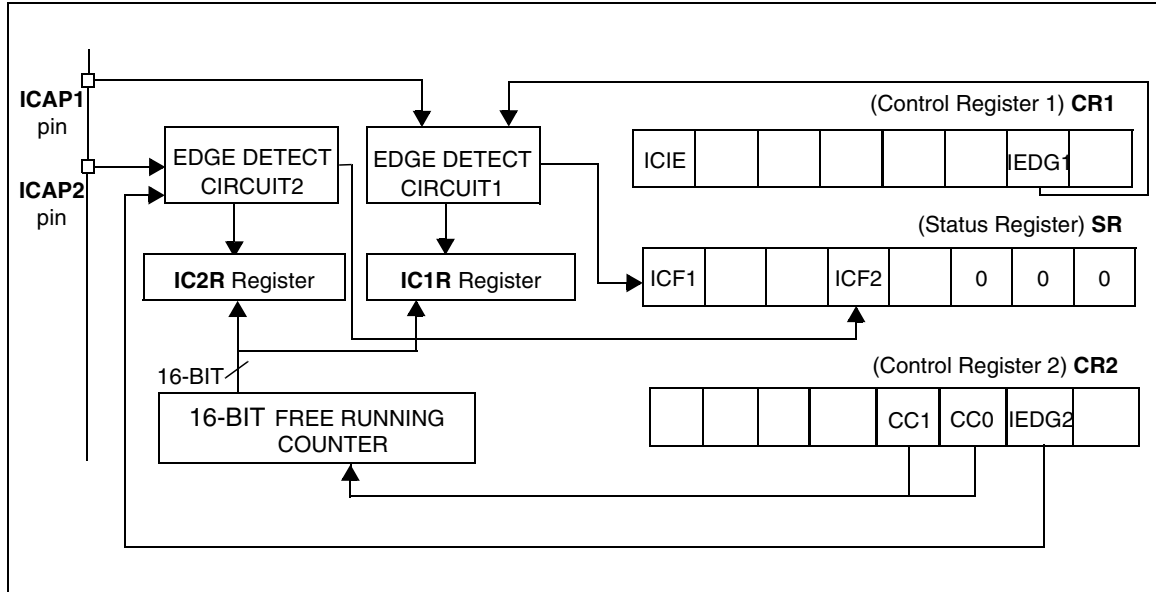 ICAP1
pin
ICAP2
pin
EDGE DETECT
CIRCUIT2
EDGE DETECT
CIRCUIT1
IC2R Register
IC1R Register
16-BIT
16-BIT FREE RUNNING
COUNTER
(Control Register 1) CR1
ICIE IEDG1
(Status Register) SR
ICF1 ICF2 0 0 0
(Control Register 2) CR2
CC1 CC0 IEDG2